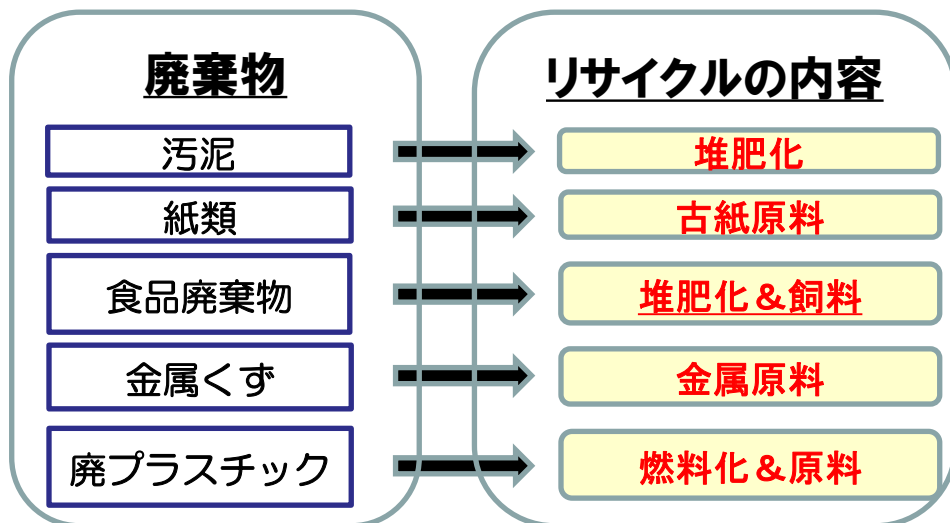 廃棄物
リサイクルの内容
汚泥
堆肥化
紙類
古紙原料
食品廃棄物
堆肥化&飼料
金属くず
金属原料
廃プラスチック
燃料化&原料